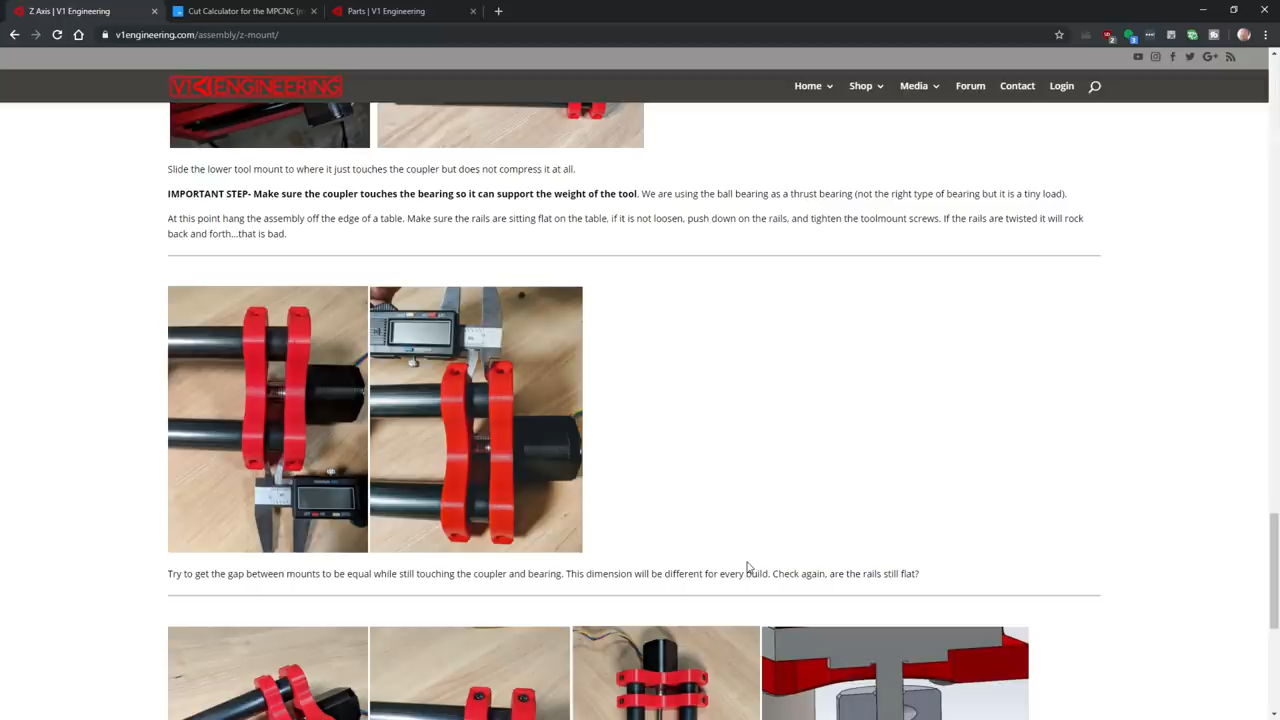 Z Axis | V1 Engineering
Cut Calculator for the MPCNC (m
Parts | V1 Engineering
v1engineering.com/assembly/z-mount/
V1 ENGINEERING
Home
Shop
Media
Forum
Contact
Login
Slide the lower tool mount to where it just touches the coupler but does not compress it at all.
IMPORTANT STEP- Make sure the coupler touches the bearing so it can support the weight of the tool. We are using the ball bearing as a thrust bearing (not the right type of bearing but it is a tiny load).
At this point hang the assembly off the edge of a table. Make sure the rails are sitting flat on the table, if it is not loosen, push down on the rails, and tighten the toolmount screws. If the rails are twisted it will rock
back and forth...that is bad.
Try to get the gap between mounts to be equal while still touching the coupler and bearing. This dimension will be different for every build. Check again, are the rails still flat?